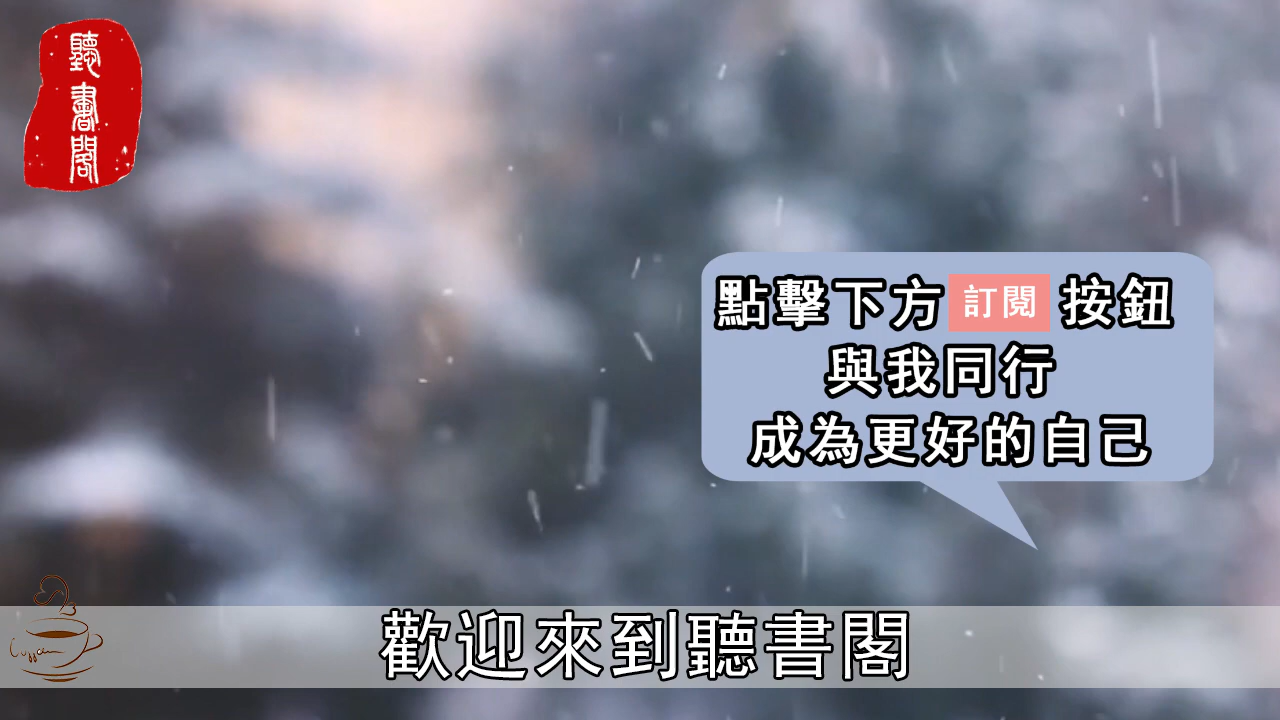 聽書閣
點擊下方 訂閱 按鈕
與我同行
成為更好的自己
歡迎來到聽書閣